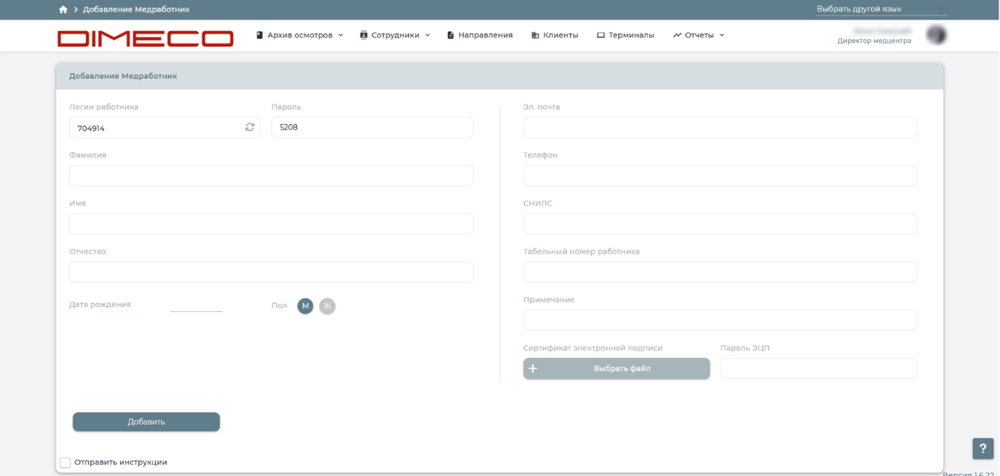 Добавление Медработник
Выбрать другой язык
DIMECO
Архив осмотров
Сотрудники
Направления
Клиенты
Терминалы
Отчеты
Директор медцентра
Добавление Медработник
Логин работника
Пароль
704914
5208
Фамилия
Имя
Отчество
Дата рождения
Пол
М
Ж
Эл. почта
Телефон
СНИЛС
Табельный номер работника
Примечание
Сертификат электронной подписи
Пароль ЭЦП
+ Выбрать файл
Добавить
Отправить инструкции
?
Версия 1.6.22